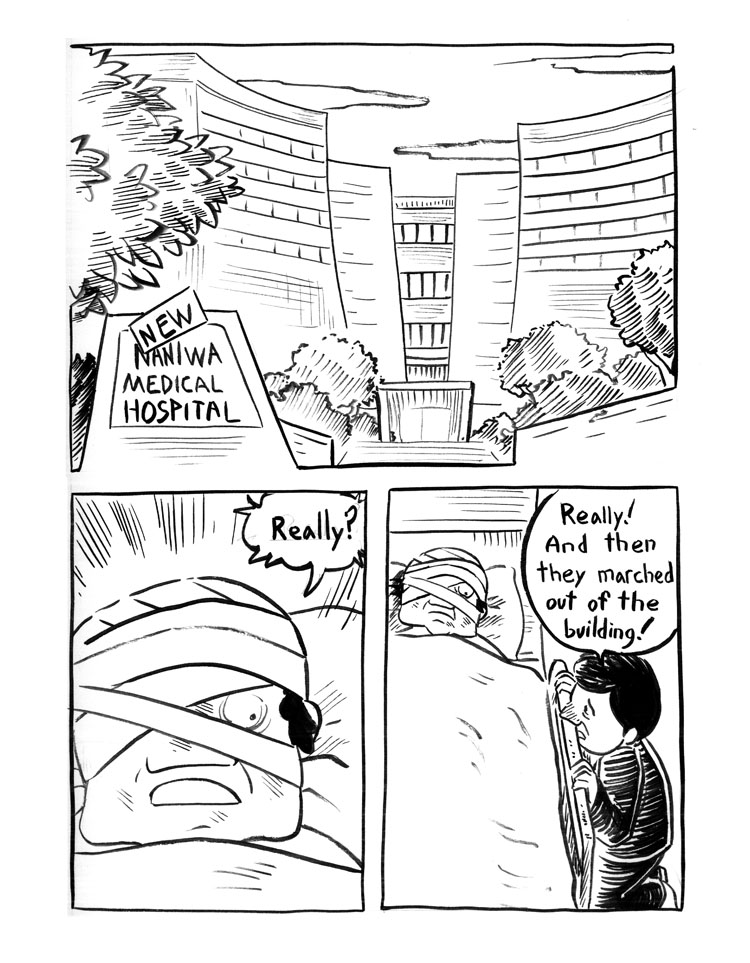 NEW
NANIWA
MEDICAL
HOSPITAL
Really?
Really!
And then
they marched
out of the
building!